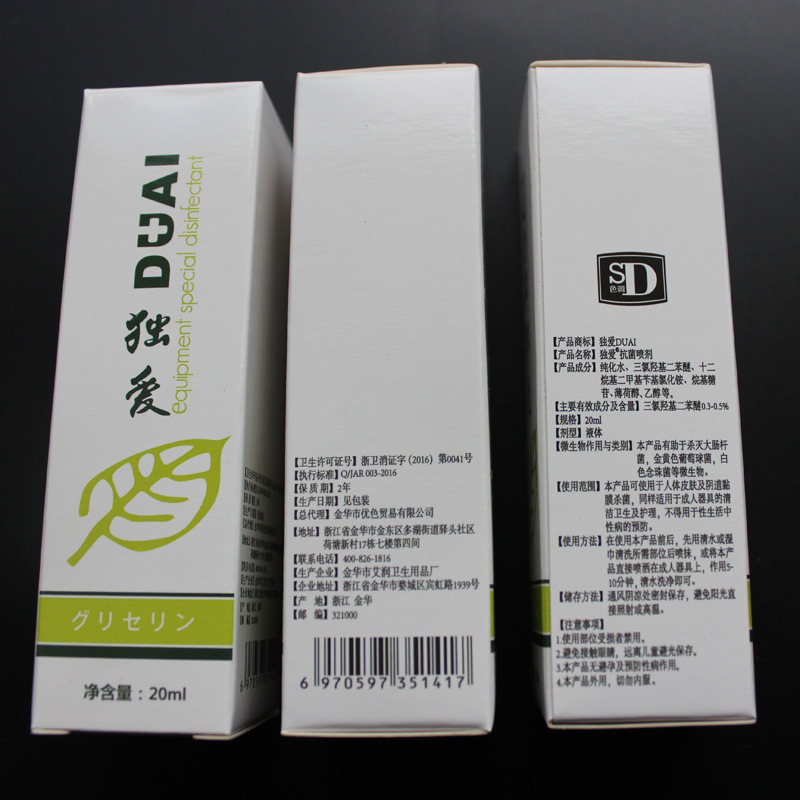 独爱 DUAI
equipment special disinfectant
グリセリン
净含量：20ml
【卫生许可证号】浙卫消证字 (2016) 第0041号
【执行标准】Q/JAR 003-2016
【保 质 期】2年
【生产日期】见包装
【总代理】金华市优色贸易有限公司
【地址】浙江省金华市金东区多湖街道驿头社区
荷塘新村17栋七楼第四间
【联系电话】400-826-1816
【生产企业】金华市艾润卫生用品厂
【企业地址】浙江省金华市婺城区宾虹路1939号
【产 地】浙江 金华
【邮 编】321000
6 970597 351417
SD
色调
【产品商标】独爱DUAI
【产品名称】独爱®抗菌喷剂
【产品成分】纯化水、三氯羟基二苯醚、十二
烷基二甲基苄基氯化铵、烷基糖
苷、薄荷醇、乙醇等。
【主要有效成分及含量】三氯羟基二苯醚0.3-0.5%
【规格】20ml
【剂型】液体
【微生物作用与类别】本产品有助于杀灭大肠杆
菌，金黄色葡萄球菌，白
色念珠菌等微生物。
【使用范围】本产品可使用于人体皮肤及阴道黏
膜杀菌，同样适用于成人器具的清
洁卫生及护理，不得用于性生活中
性病的预防。
【使用方法】在使用本产品前后，先用清水或湿
巾清洗所需部位后喷抹，或将本产
品直接喷洒在成人器具上，作用5-
10分钟，清水洗净即可。
【储存方法】通风阴凉处密封保存，避免阳光直
接照射或高温。
【注意事项】
1.使用部位受损者禁用。
2.避免接触眼睛，远离儿童避光保存。
3.本产品无避孕及预防性病作用。
4.本产品外用，切勿内服。